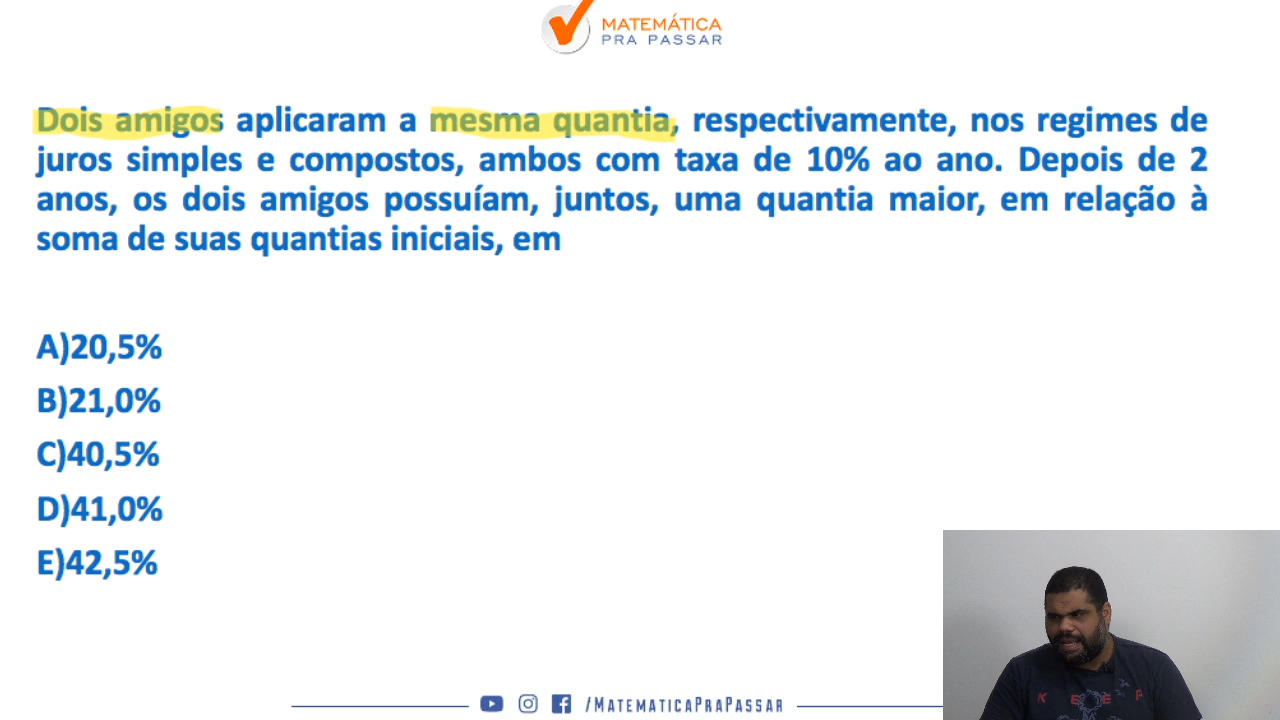 MATEMÁTICA
PRA PASSAR
Dois amigos aplicaram a mesma quantia, respectivamente, nos regimes de
juros simples e compostos, ambos com taxa de 10% ao ano. Depois de 2
anos, os dois amigos possuíam, juntos, uma quantia maior, em relação à
soma de suas quantias iniciais, em
A)20,5%
B)21,0%
C)40,5%
D)41,0%
E)42,5%
K E E P
/MATEMATICAPRAPASSAR